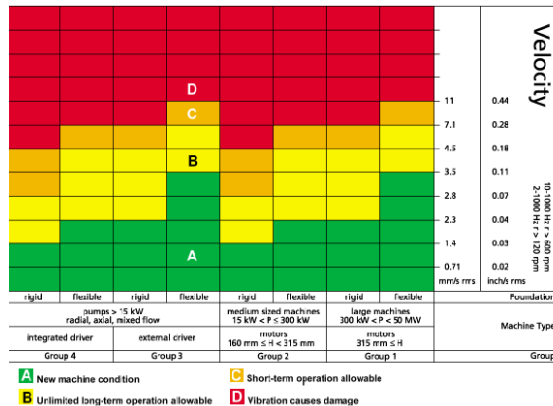 Velocity
10-1000 Hz r > 600 rpm
2-1000 Hz r > 120 rpm
D
C
B
A
11 0.44
7.1 0.28
4.5 0.18
3.5 0.11
2.8 0.07
2.3 0.04
1.4 0.03
0.71 0.02
mm/s rms inch/s rms
rigid flexible rigid flexible rigid flexible rigid flexible Foundation
pumps > 15 kW
radial, axial, mixed flow
medium sized machines
15 kW < P ≤ 300 kW
large machines
300 kW < P < 50 MW
Machine Type
integrated driver external driver
motors
160 mm ≤ H < 315 mm
motors
315 mm ≤ H
Group 4 Group 3 Group 2 Group 1 Group
A New machine condition
C Short-term operation allowable
B Unlimited long-term operation allowable
D Vibration causes damage